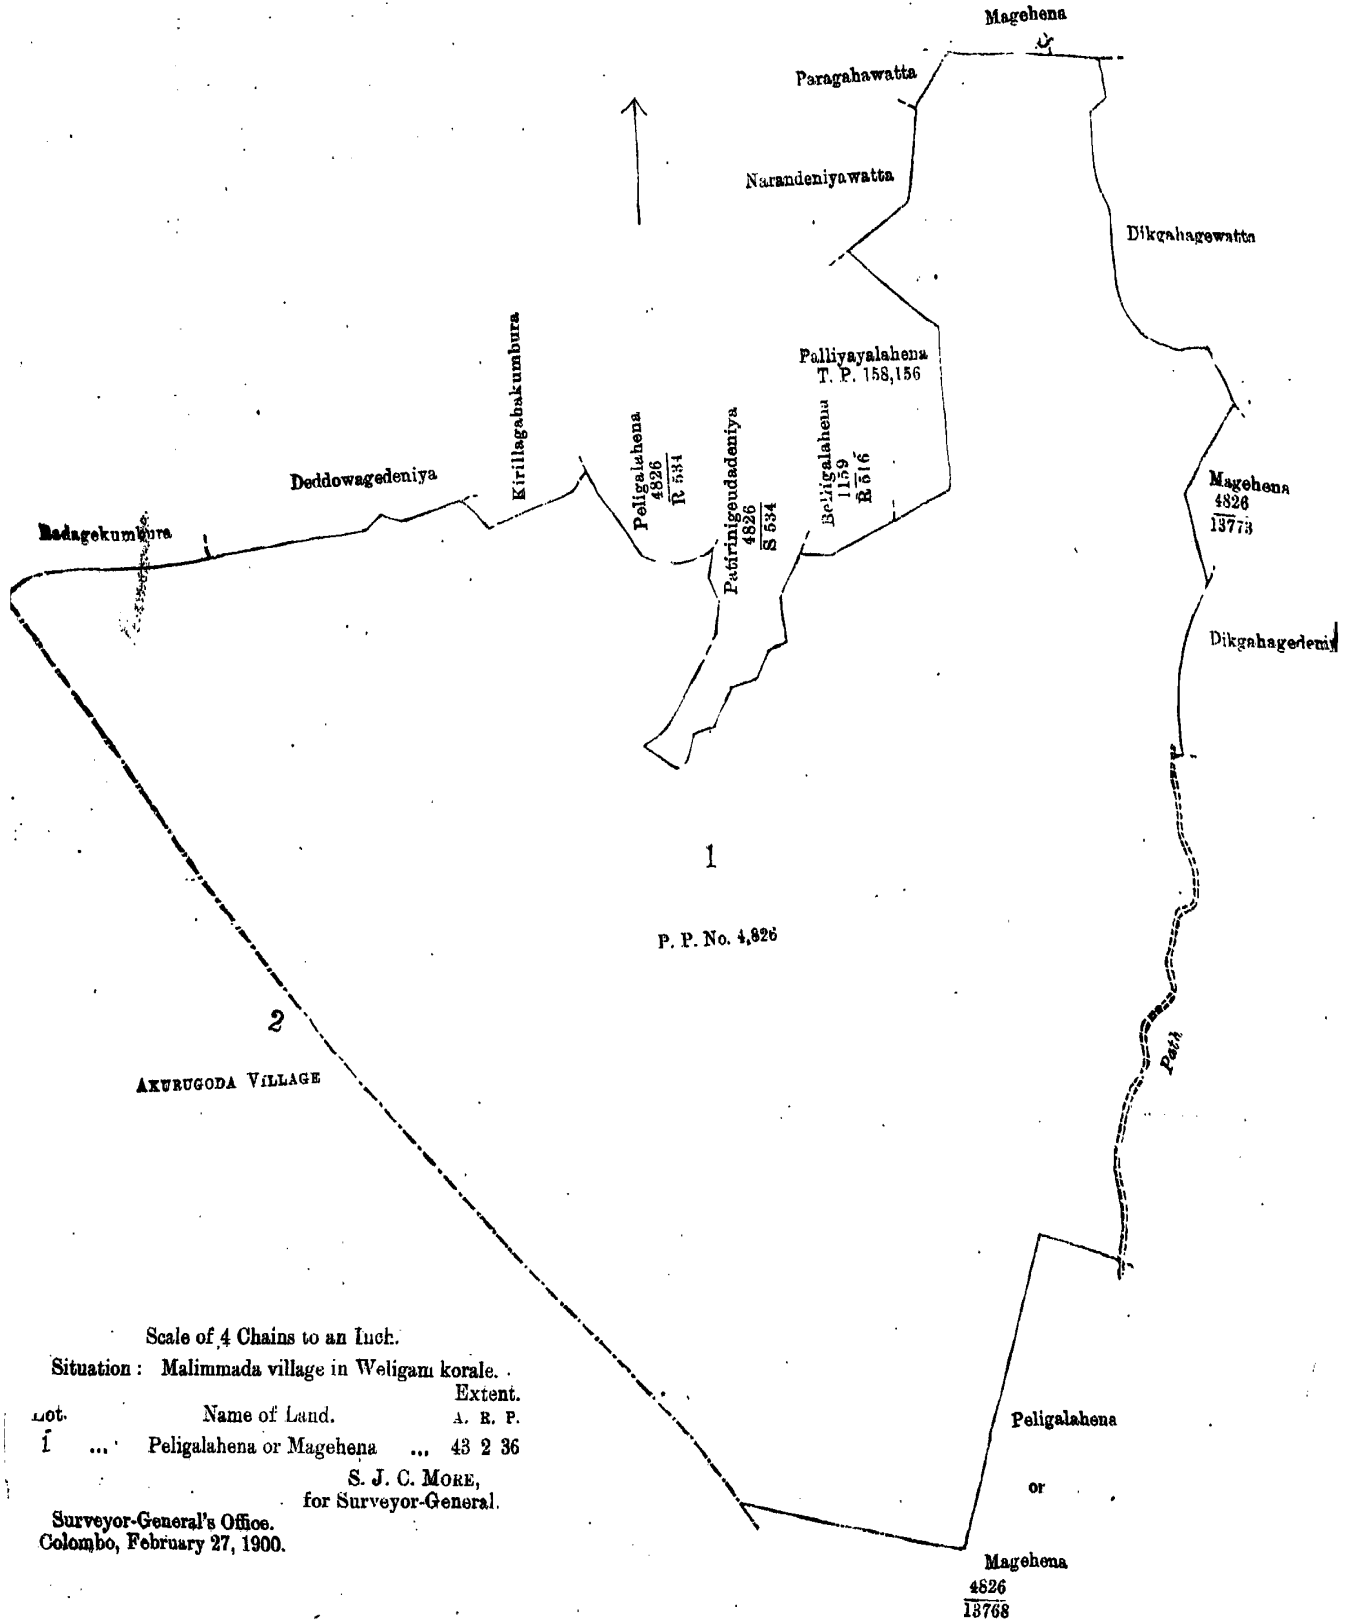 Magehena
Paragahawatta
Narandeniyawatta
Dikgahagewatta
Palliyayalahena
T. P. 158,156
Kirillagahakumbura
Peligalahena
4826
R 534
Patirinigeudadeniya
4826
S 534
1159
R 516
Deddowagedeniya
Magehena
4826
13773
Dikgahagedeniy
1
P. P. No. 4,826
2
AKURUGODA VILLAGE
Path
Scale of 4 Chains to an Inch.
Situation : Malimmada village in Weligam korale.
Extent.
Lot. Name of Land. A. R. P.
1 ... Peligalahena or Magehena ... 43 2 36
S. J. C. MORE,
for Surveyor-General.
Surveyor-General's Office.
Colombo, February 27, 1900.
Peligalahena
or
Magehena
4826
13768